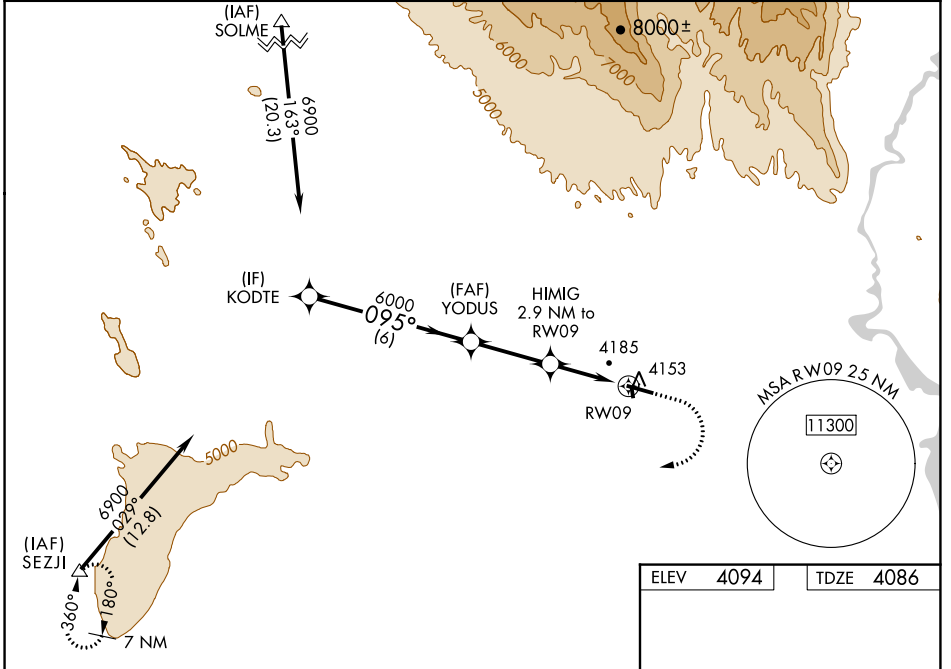 (IAF)
SOLME
8000±
6000
7000
5000
6900
163°
(20.3)
(IF)
KODTE
6000
095°
(6)
(FAF)
YODUS
HIMIG
2.9 NM to
RW09
4185
4153
RW09
MSA RW09 25 NM
11300
5000
6900
029°
(12.8)
(IAF)
SEZJI
360°
180°
7 NM
ELEV 4094
TDZE 4086